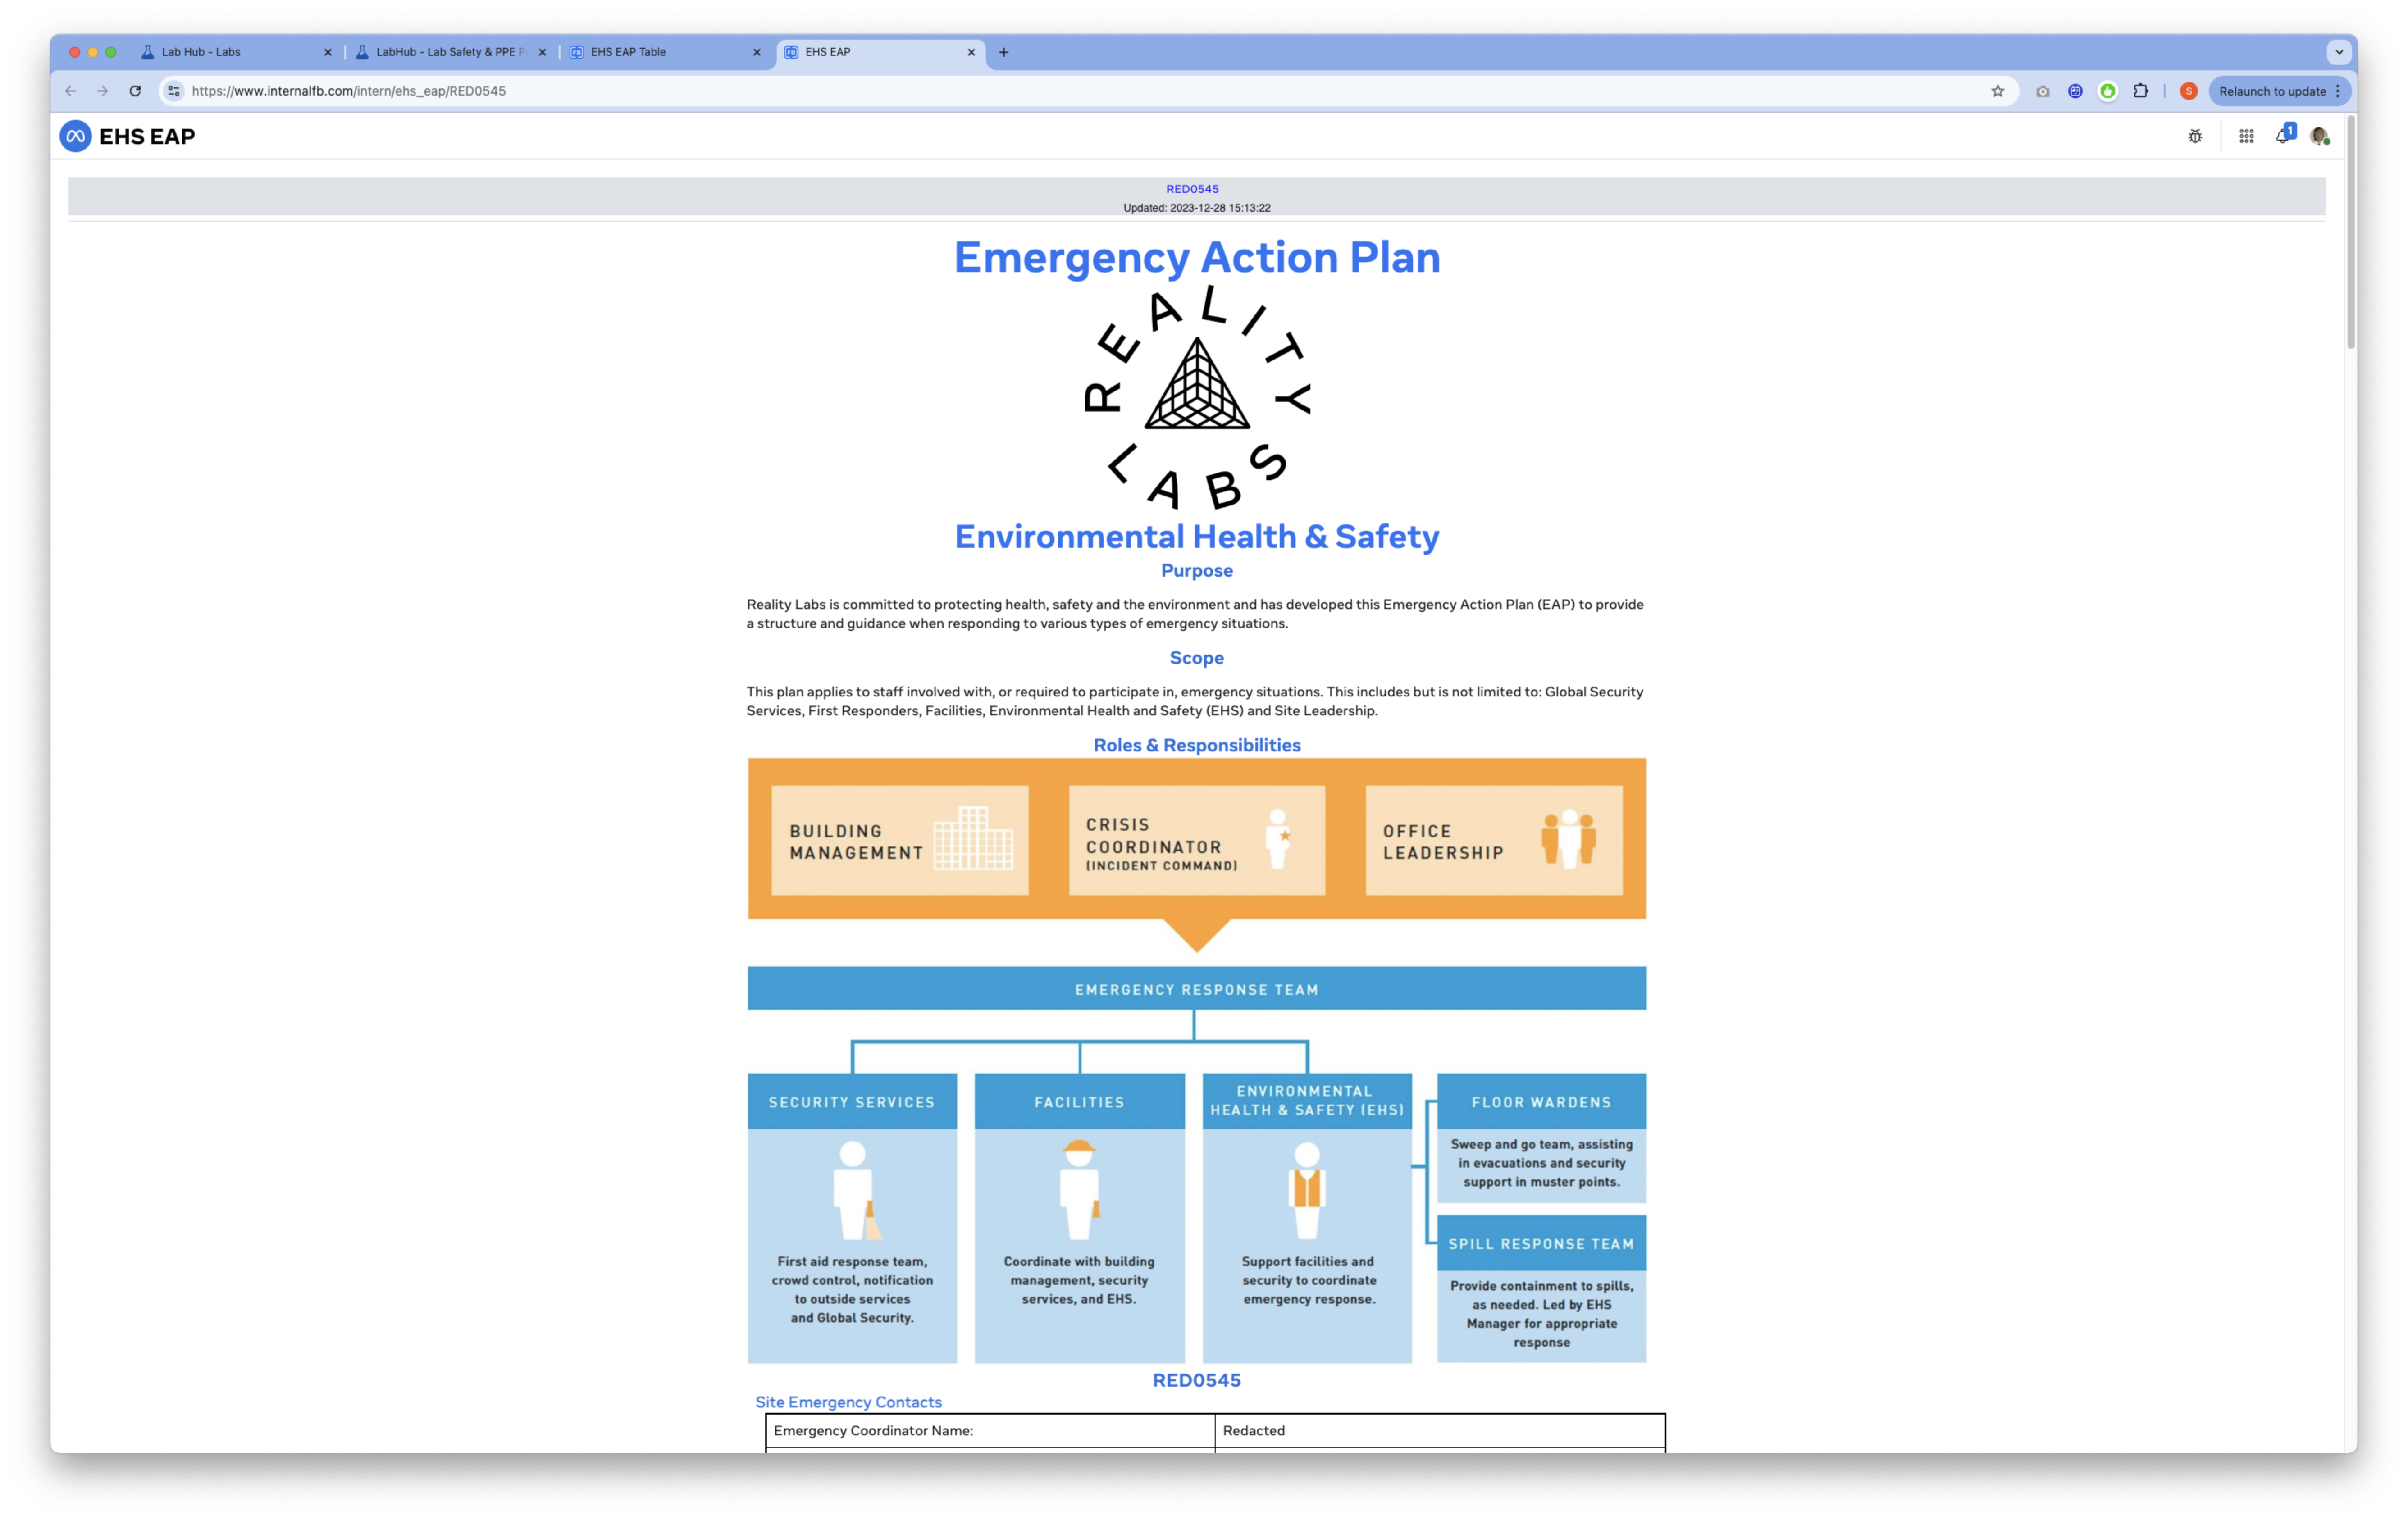 Lab Hub - Labs
LabHub - Lab Safety & PPE P
EHS EAP Table
EHS EAP
https://www.internalfb.com/intern/ehs_eap/RED0545
S
Relaunch to update
EHS EAP
1
RED0545
Updated: 2023-12-28 15:13:22
Emergency Action Plan
REALITY
LABS
Environmental Health & Safety
Purpose
Reality Labs is committed to protecting health, safety and the environment and has developed this Emergency Action Plan (EAP) to provide
a structure and guidance when responding to various types of emergency situations.
Scope
This plan applies to staff involved with, or required to participate in, emergency situations. This includes but is not limited to: Global Security
Services, First Responders, Facilities, Environmental Health and Safety (EHS) and Site Leadership.
Roles & Responsibilities
BUILDING
MANAGEMENT
CRISIS
COORDINATOR
(INCIDENT COMMAND)
OFFICE
LEADERSHIP
EMERGENCY RESPONSE TEAM
SECURITY SERVICES
First aid response team,
crowd control, notification
to outside services
and Global Security.
FACILITIES
Coordinate with building
management, security
services, and EHS.
ENVIRONMENTAL
HEALTH & SAFETY (EHS)
Support facilities and
security to coordinate
emergency response.
FLOOR WARDENS
Sweep and go team, assisting
in evacuations and security
support in muster points.
SPILL RESPONSE TEAM
Provide containment to spills,
as needed. Led by EHS
Manager for appropriate
response
RED0545
Site Emergency Contacts
Emergency Coordinator Name:
Redacted